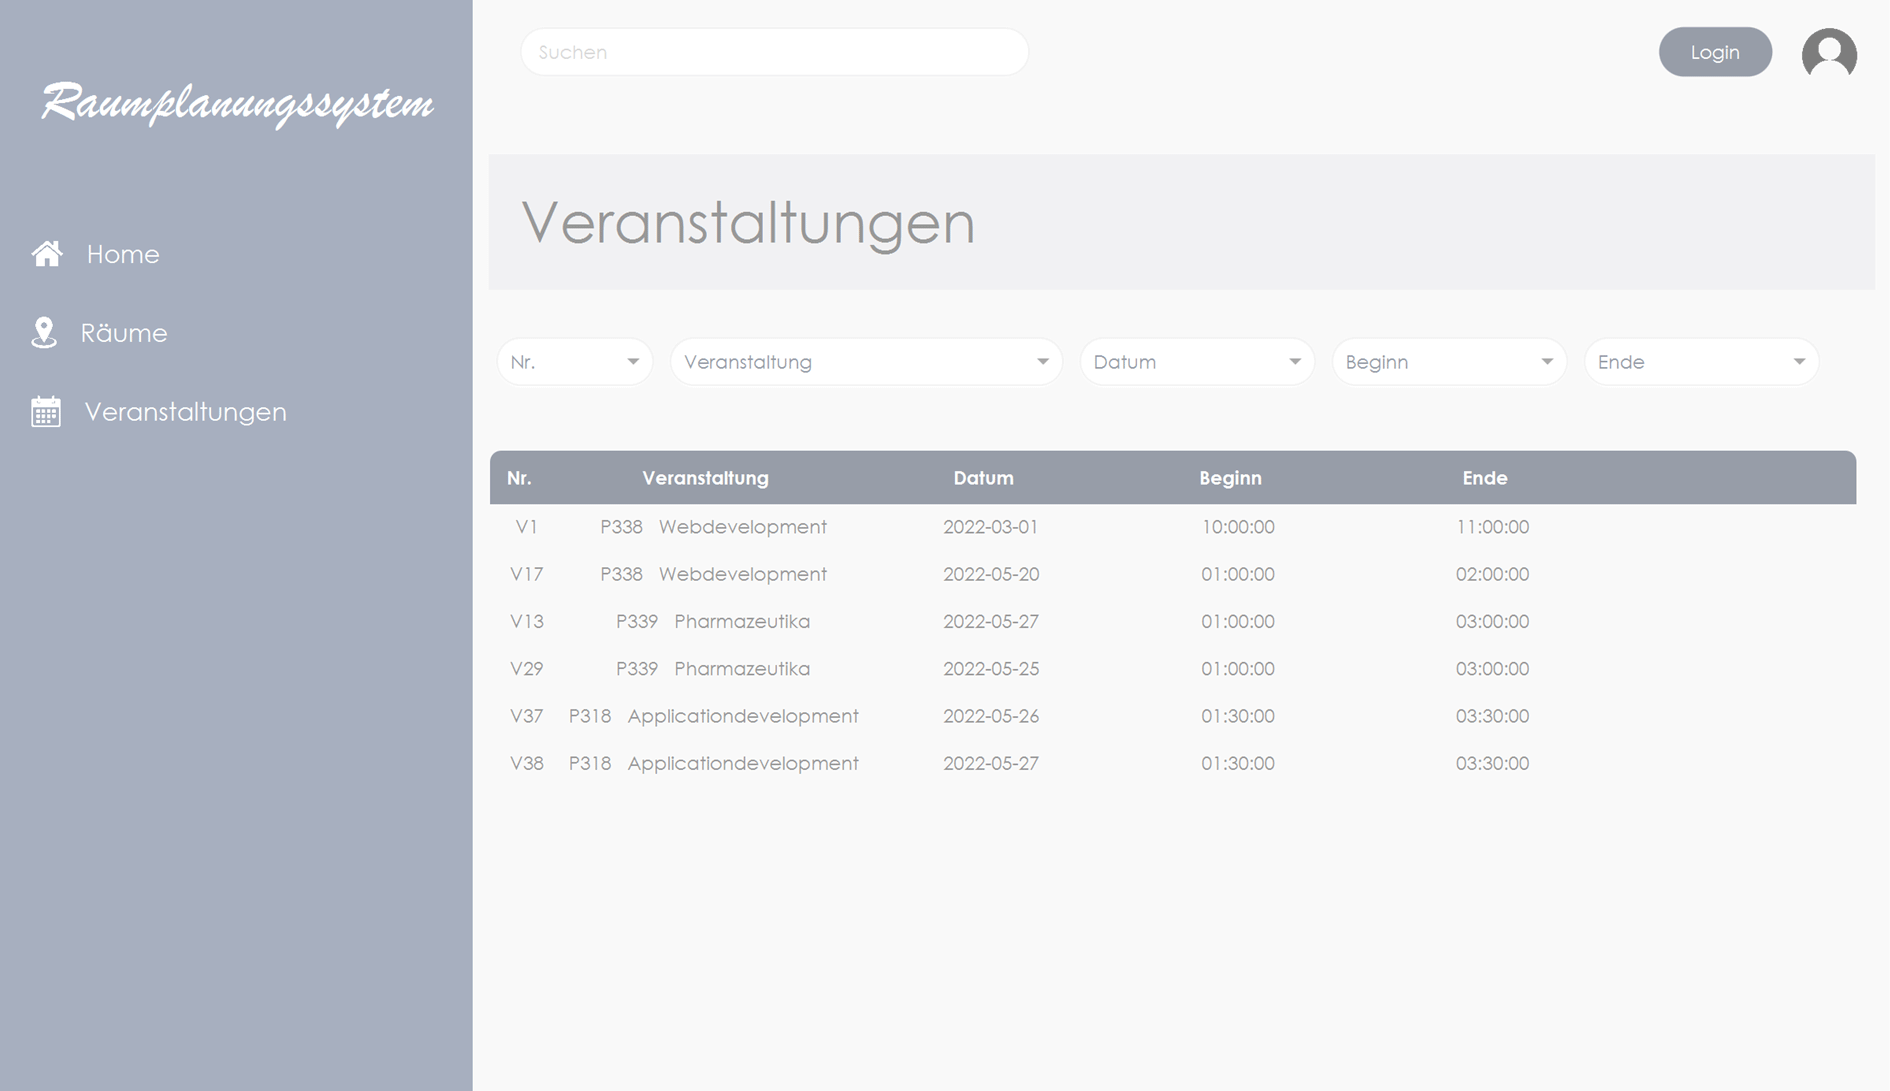 Raumplanungssystem
Home
Räume
Veranstaltungen
Suchen
Login
Veranstaltungen
Nr. Veranstaltung Datum Beginn Ende
Nr. Veranstaltung Datum Beginn Ende
V1 P338 Webdevelopment 2022-03-01 10:00:00 11:00:00
V17 P338 Webdevelopment 2022-05-20 01:00:00 02:00:00
V13 P339 Pharmazeutika 2022-05-27 01:00:00 03:00:00
V29 P339 Pharmazeutika 2022-05-25 01:00:00 03:00:00
V37 P318 Applicationdevelopment 2022-05-26 01:30:00 03:30:00
V38 P318 Applicationdevelopment 2022-05-27 01:30:00 03:30:00